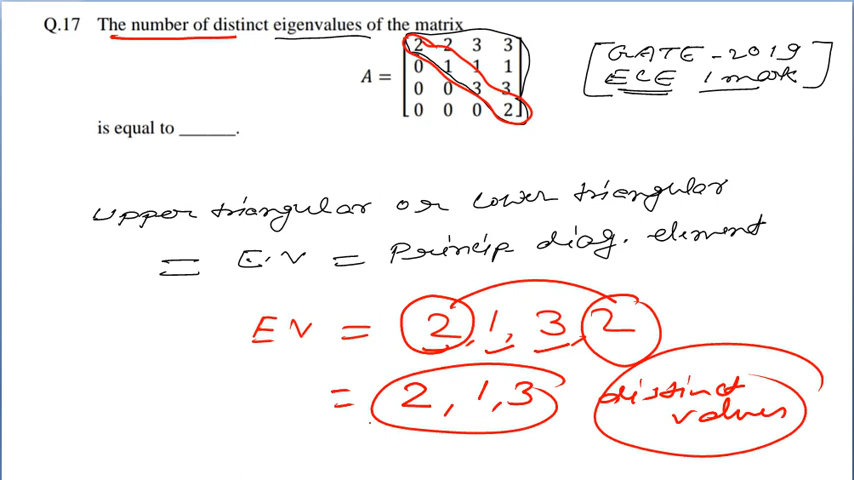 Q.17 The number of distinct eigenvalues of the matrix
2 2 3 3
0 1 1 1
A =
0 0 3 3
0 0 0 2
[GATE-2019
ECE 1 mark]
is equal to ______.
Upper triangular or lower triangular
= E.V = Princip diag. element
EV = 2, 1, 3, 2
= 2, 1, 3 distinct
values